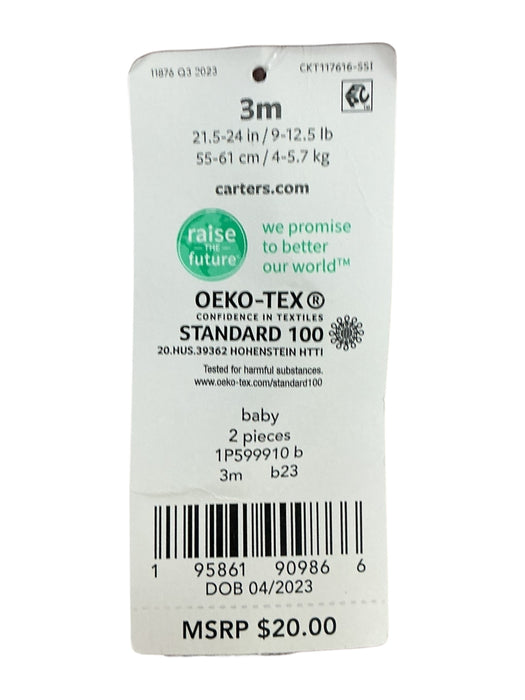 11876 Q3 2023 CKT117616-SSI
3m
21.5-24 in / 9-12.5 lb
55-61 cm / 4-5.7 kg
carters.com
raise
THE
future
we promise
to better
our world™
OEKO-TEX®
CONFIDENCE IN TEXTILES
STANDARD 100
20.HUS.39362 HOHENSTEIN HTTI
Tested for harmful substances.
www.oeko-tex.com/standard100
baby
2 pieces
1P599910 b
3m b23
1 95861 90986 6
DOB 04/2023
MSRP $20.00